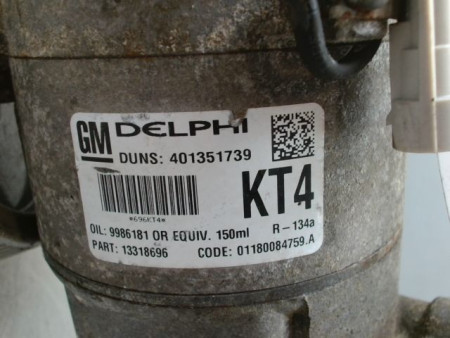 GM DELPHI
DUNS: 401351739
*696KT4*
KT4
OIL: 9986181 OR EQUIV. 150ml R-134a
PART: 13318696 CODE: 01180084759.A